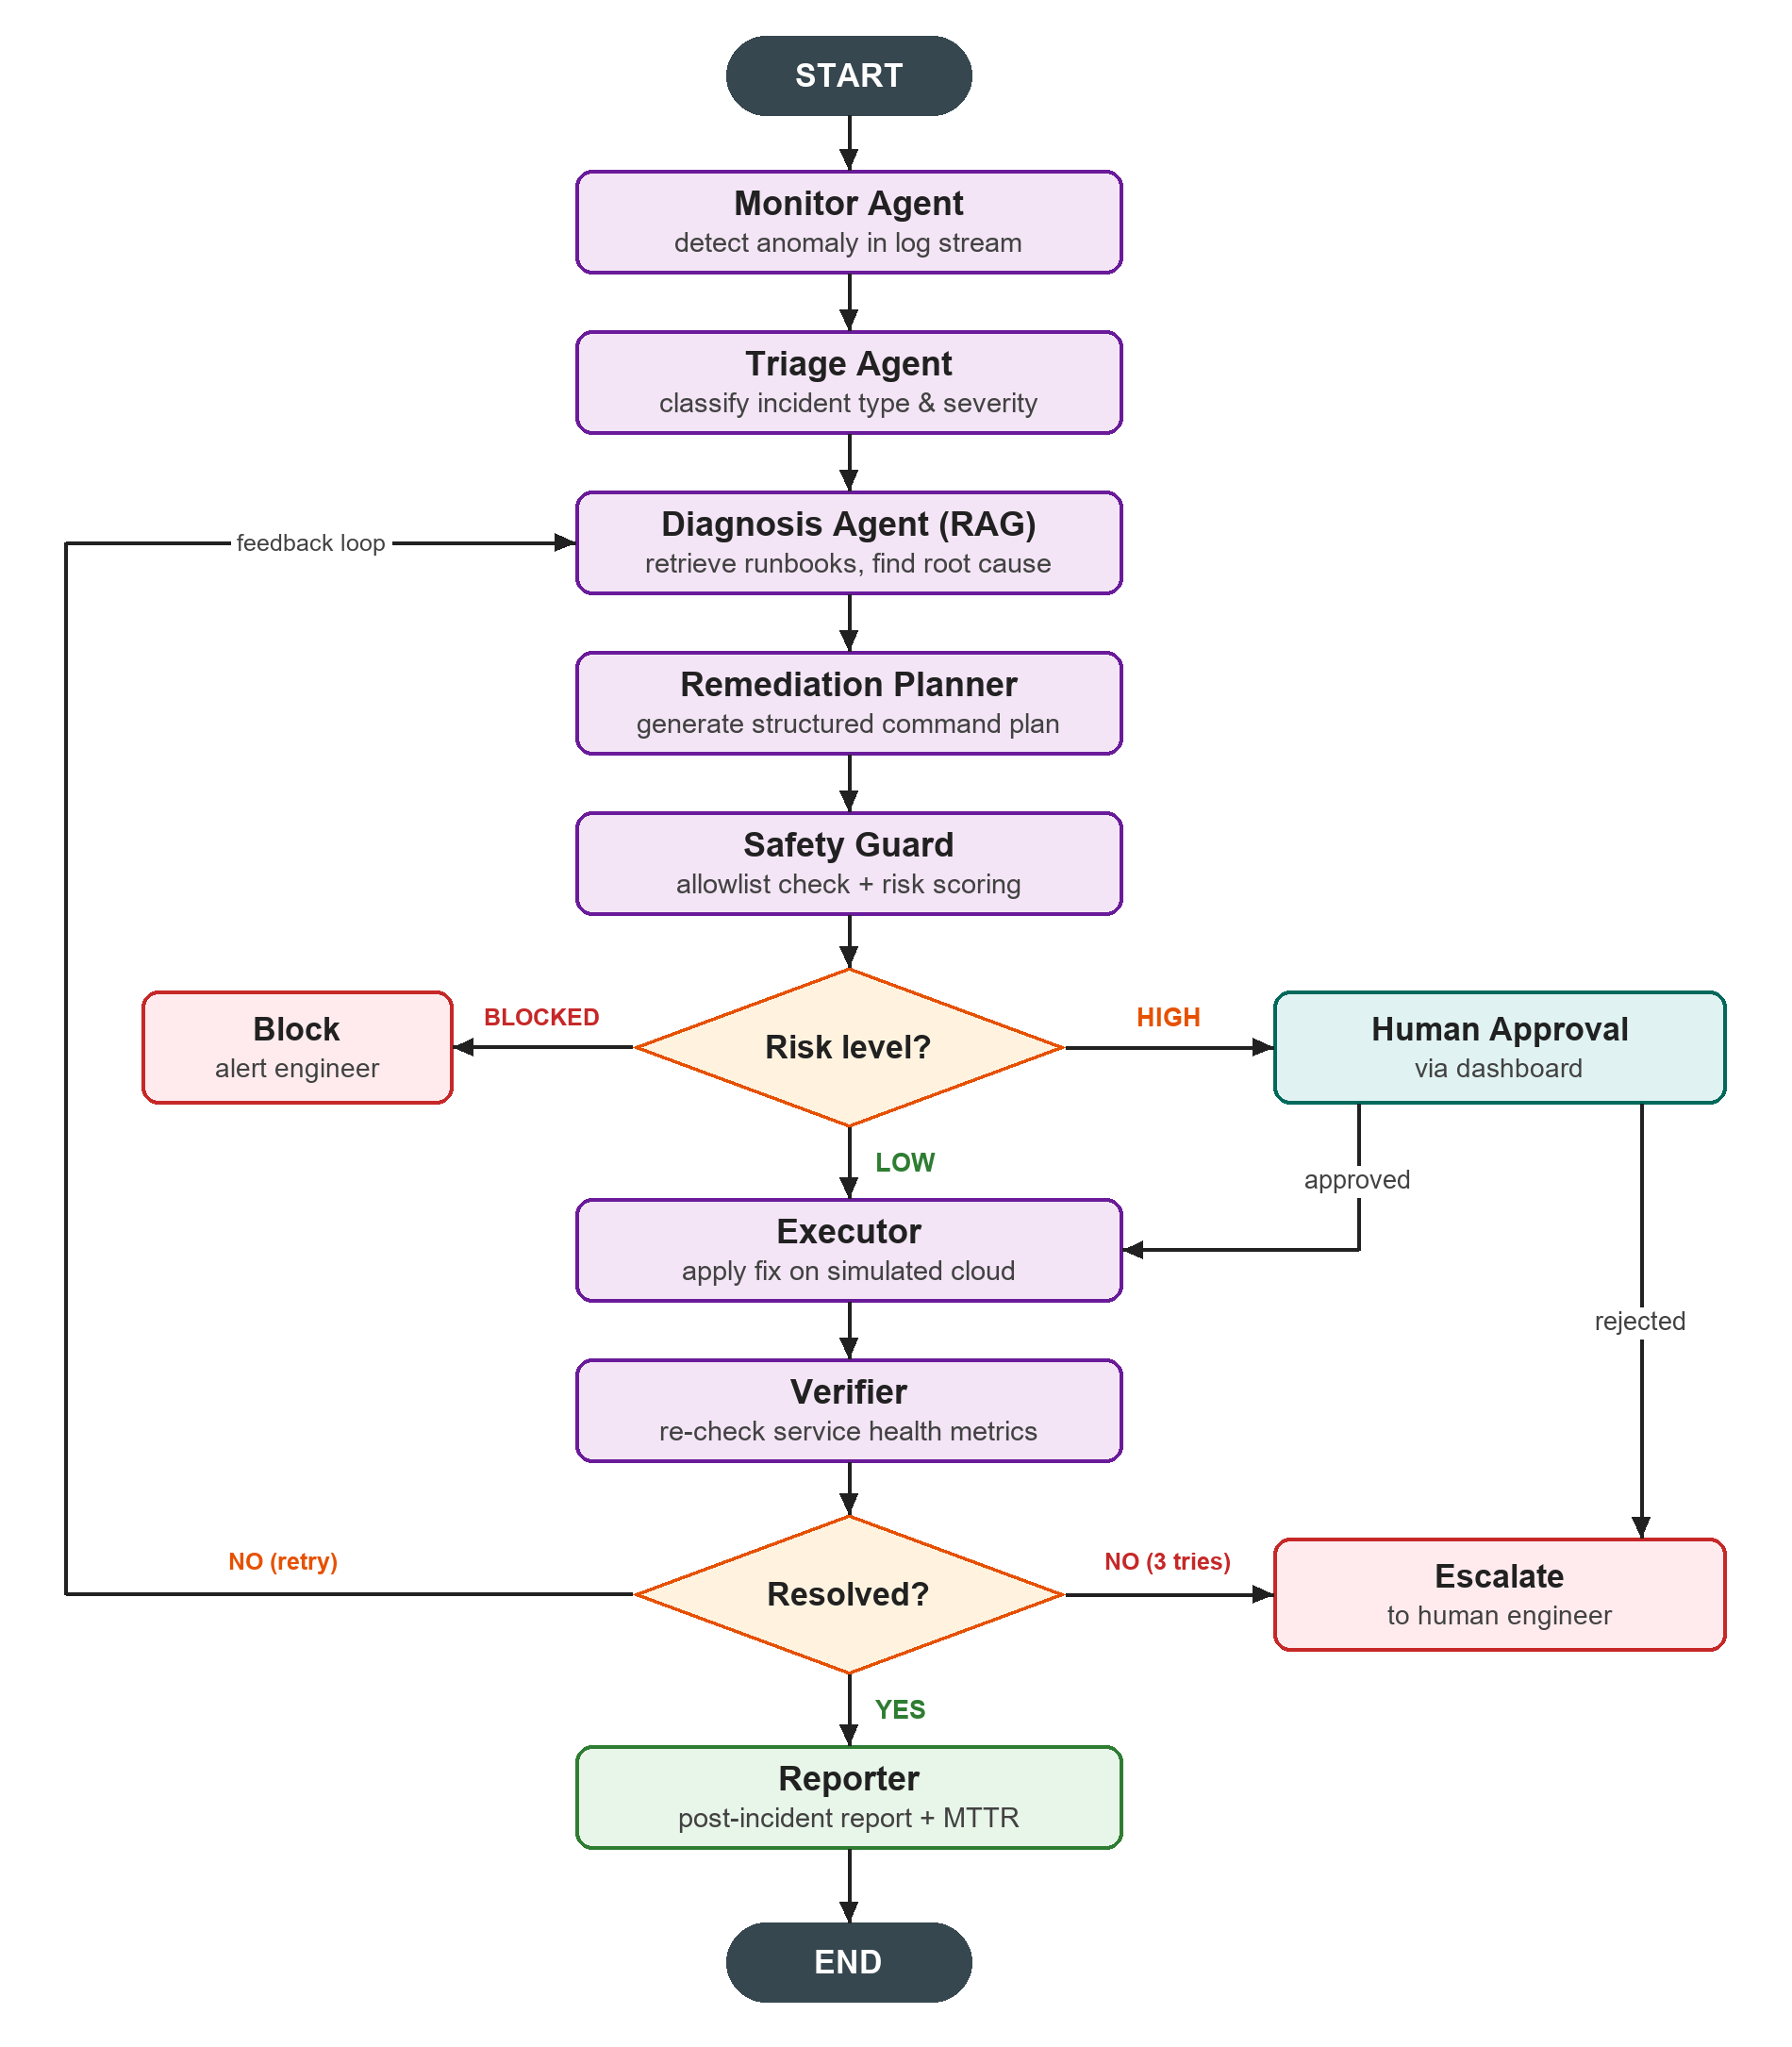 START
Monitor Agent
detect anomaly in log stream
Triage Agent
classify incident type & severity
Diagnosis Agent (RAG)
retrieve runbooks, find root cause
feedback loop
Remediation Planner
generate structured command plan
Safety Guard
allowlist check + risk scoring
Risk level?
BLOCKED
Block
alert engineer
HIGH
Human Approval
via dashboard
LOW
approved
rejected
Executor
apply fix on simulated cloud
Verifier
re-check service health metrics
Resolved?
NO (retry)
NO (3 tries)
Escalate
to human engineer
YES
Reporter
post-incident report + MTTR
END